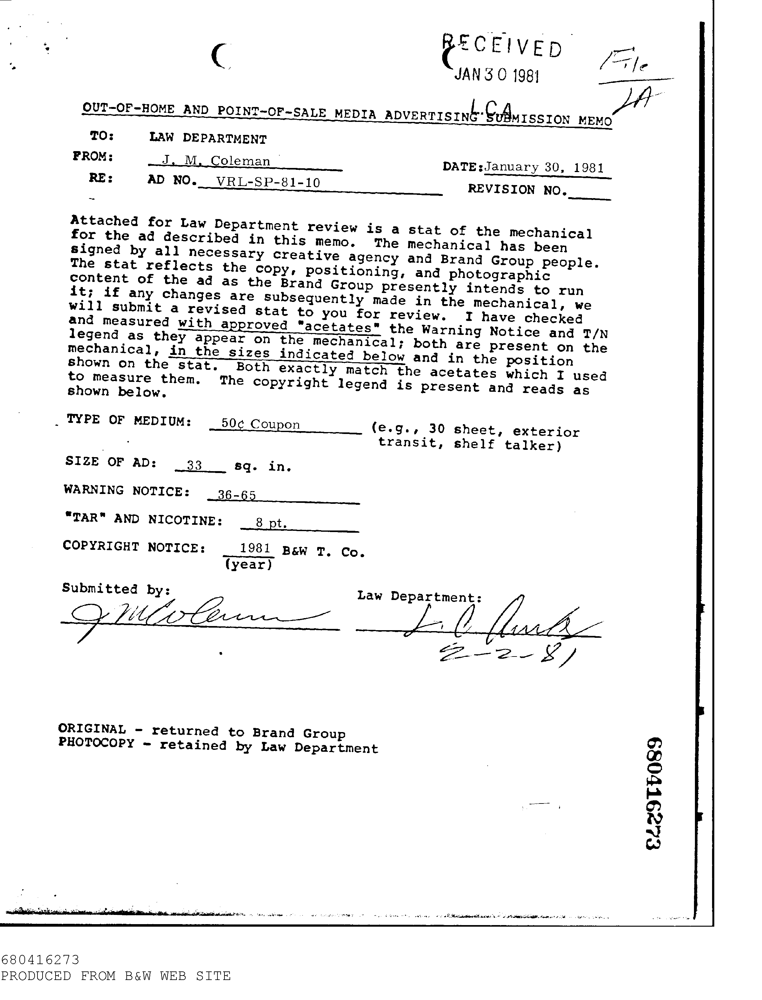 RECEIVED
JAN 30 1981
L.C.A.
File
LA
OUT-OF-HOME AND POINT-OF-SALE MEDIA ADVERTISING SUBMISSION MEMO
TO: LAW DEPARTMENT
FROM: J. M. Coleman
DATE: January 30, 1981
RE: AD NO. VRL-SP-81-10
REVISION NO.
Attached for Law Department review is a stat of the mechanical
for the ad described in this memo. The mechanical has been
signed by all necessary creative agency and Brand Group people.
The stat reflects the copy, positioning, and photographic
content of the ad as the Brand Group presently intends to run
it; if any changes are subsequently made in the mechanical, we
will submit a revised stat to you for review. I have checked
and measured with approved "acetates" the Warning Notice and T/N
legend as they appear on the mechanical; both are present on the
mechanical, in the sizes indicated below and in the position
shown on the stat. Both exactly match the acetates which I used
to measure them. The copyright legend is present and reads as
shown below.
TYPE OF MEDIUM: 50¢ Coupon (e.g., 30 sheet, exterior
transit, shelf talker)
SIZE OF AD: 33 sq. in.
WARNING NOTICE: 36-65
"TAR" AND NICOTINE: 8 pt.
COPYRIGHT NOTICE: 1981 B&W T. Co.
(year)
Submitted by:
Law Department:
J M Coleman
2-2-81
ORIGINAL - returned to Brand Group
PHOTOCOPY - retained by Law Department
680416273
680416273
PRODUCED FROM B&W WEB SITE